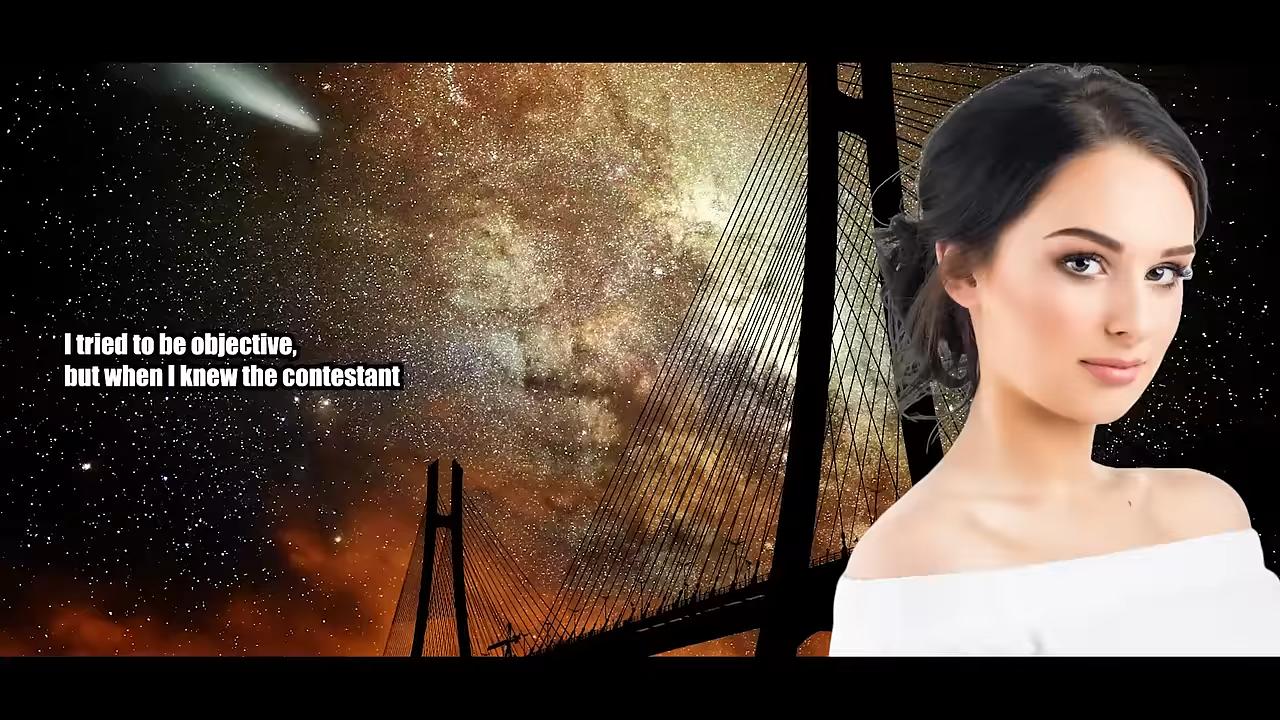 I tried to be objective,
but when I knew the contestant